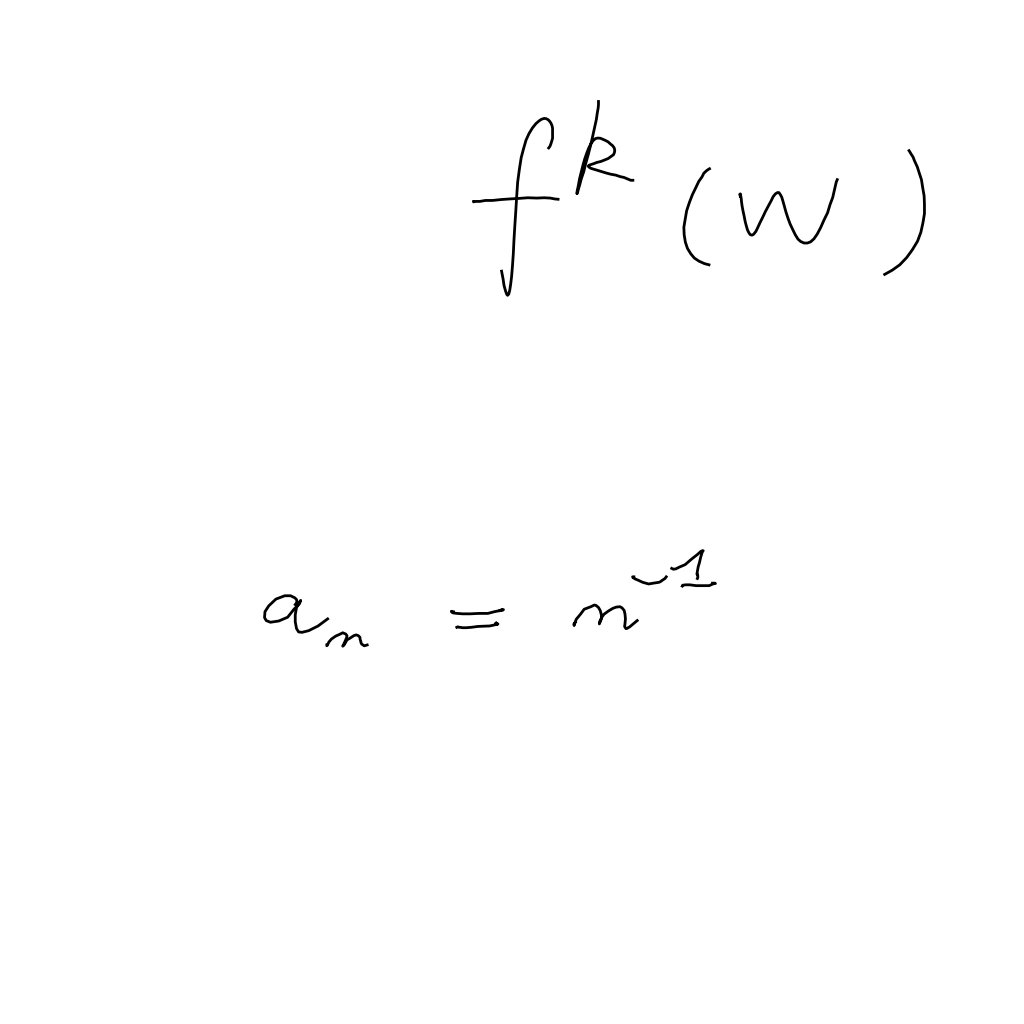 f^k(W)
a_n = n^{-1}